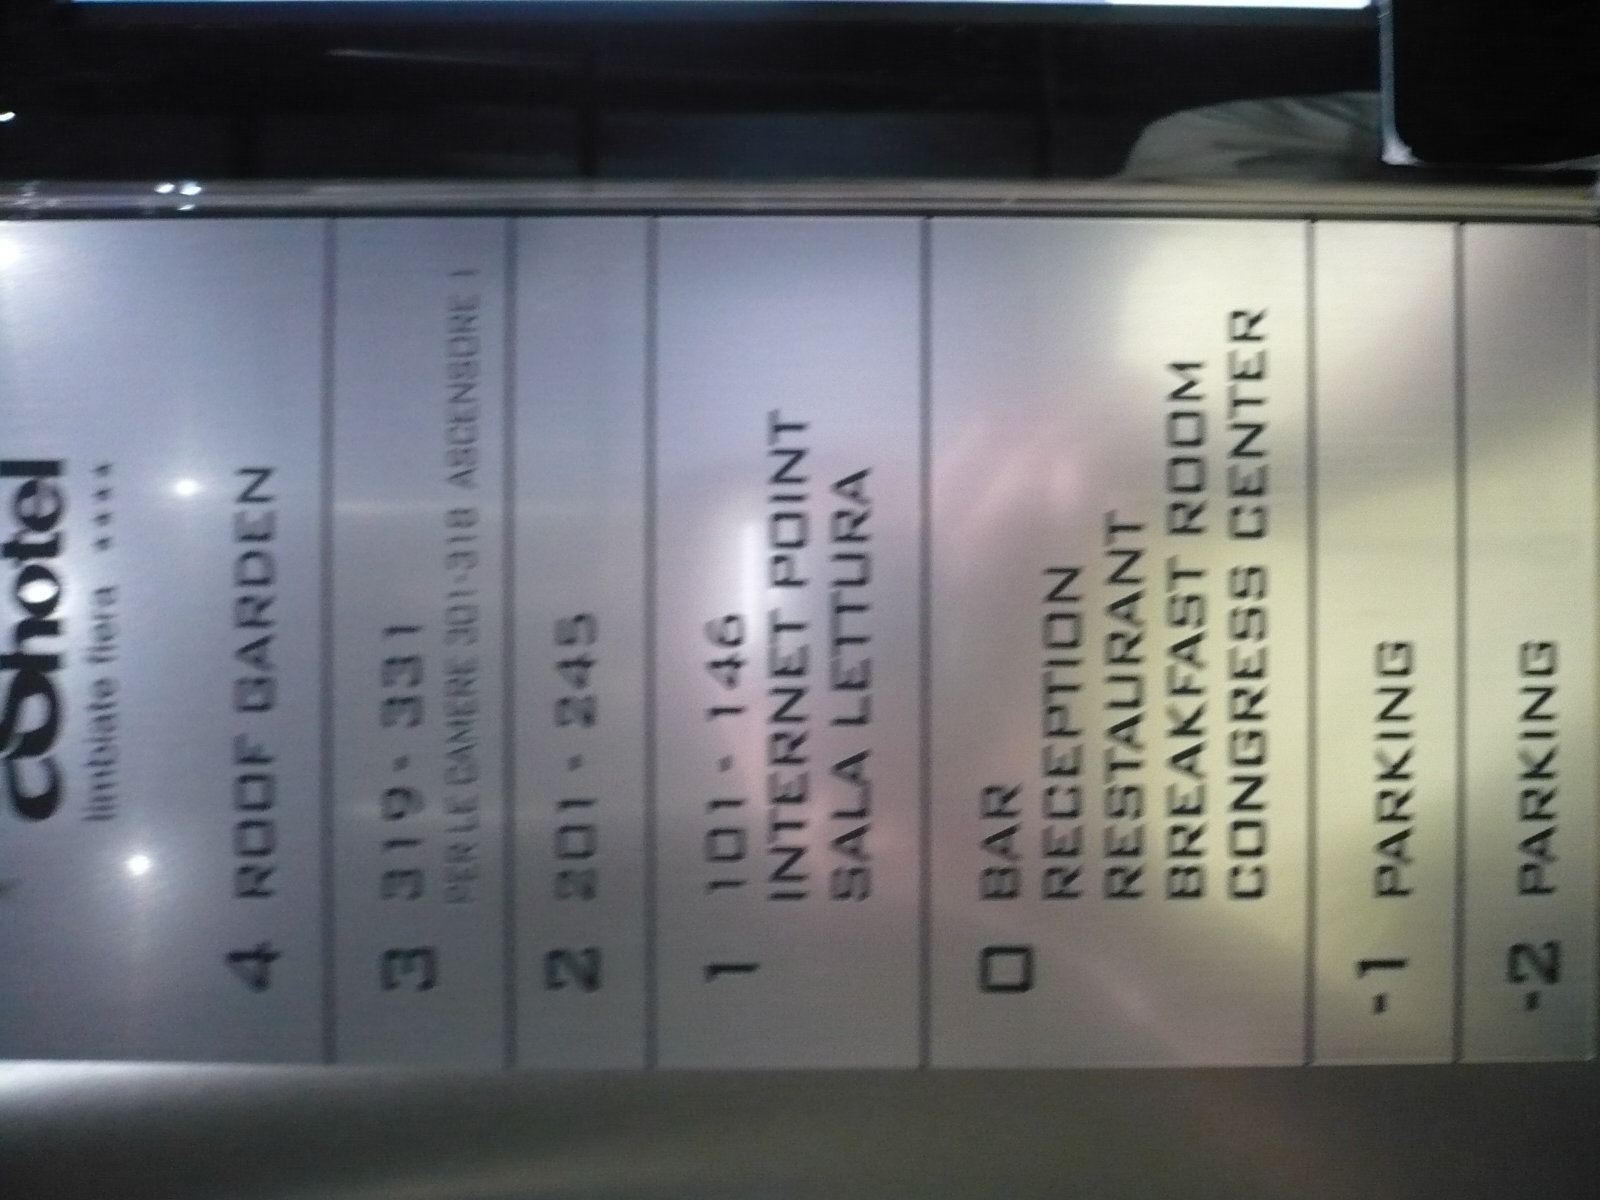 cShotel
limbiate fiera ****
4 ROOF GARDEN
3 319 - 331
PER LE CAMERE 301-318 ASCENSORE 1
2 201 - 245
1 101 - 146
INTERNET POINT
SALA LETTURA
0 BAR
RECEPTION
RESTAURANT
BREAKFAST ROOM
CONGRESS CENTER
-1 PARKING
-2 PARKING